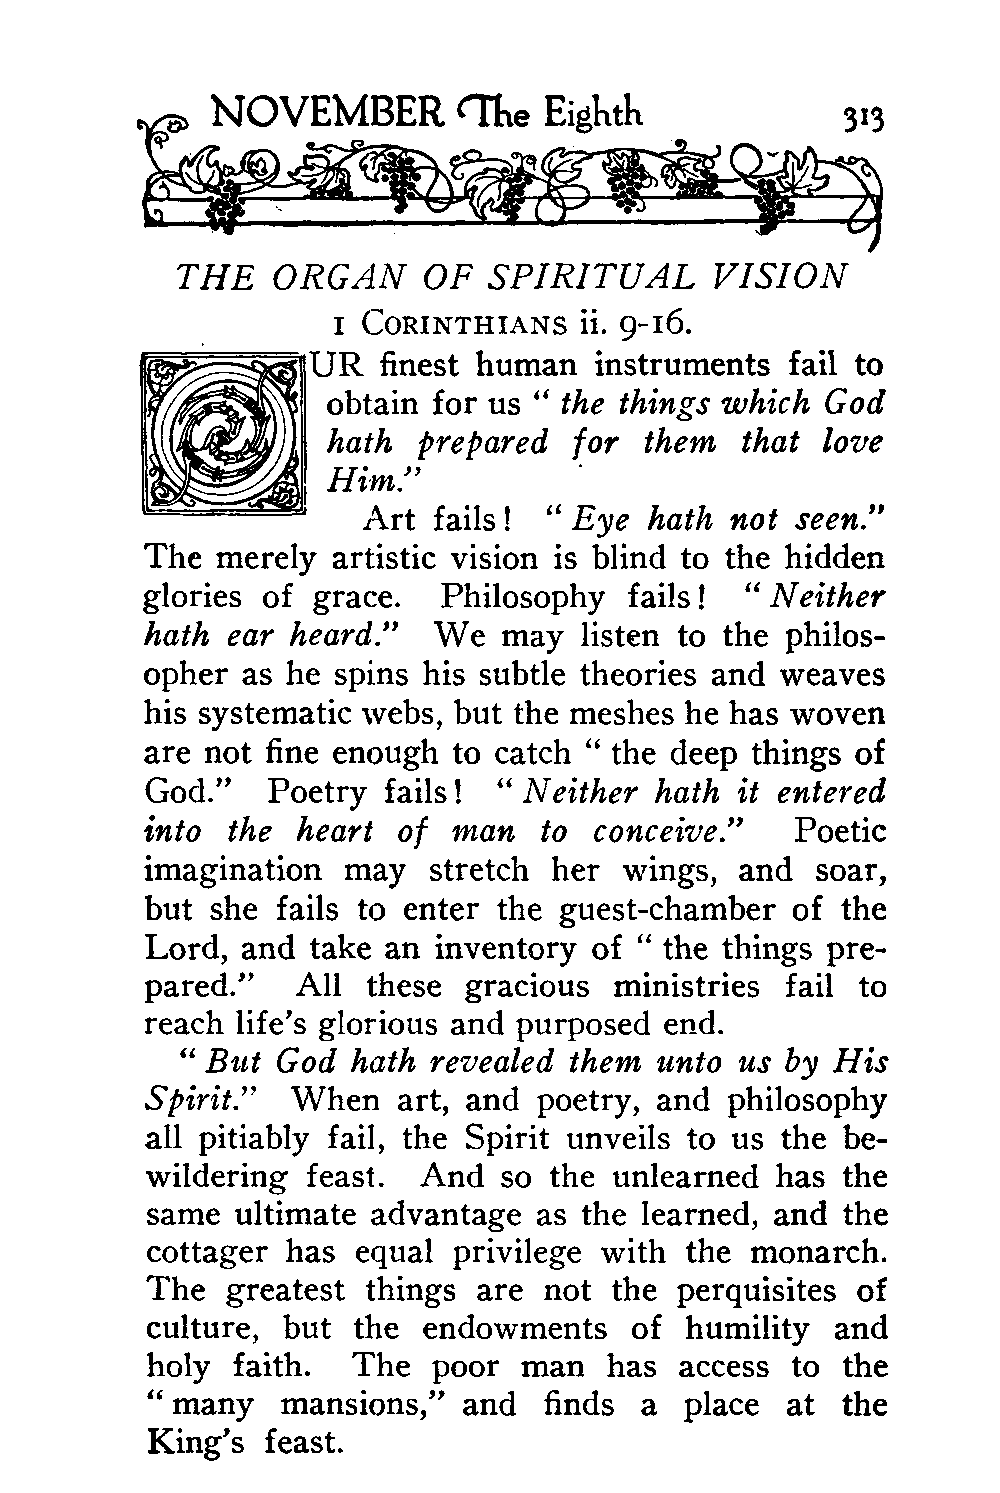 NOVEMBER The Eighth 313
THE ORGAN OF SPIRITUAL VISION
1 CORINTHIANS ii. 9-16.
OUR finest human instruments fail to
obtain for us " the things which God
hath prepared for them that love
Him."
Art fails! " Eye hath not seen."
The merely artistic vision is blind to the hidden
glories of grace. Philosophy fails! " Neither
hath ear heard." We may listen to the philos-
opher as he spins his subtle theories and weaves
his systematic webs, but the meshes he has woven
are not fine enough to catch " the deep things of
God." Poetry fails! " Neither hath it entered
into the heart of man to conceive." Poetic
imagination may stretch her wings, and soar,
but she fails to enter the guest-chamber of the
Lord, and take an inventory of " the things pre-
pared." All these gracious ministries fail to
reach life's glorious and purposed end.
" But God hath revealed them unto us by His
Spirit." When art, and poetry, and philosophy
all pitiably fail, the Spirit unveils to us the be-
wildering feast. And so the unlearned has the
same ultimate advantage as the learned, and the
cottager has equal privilege with the monarch.
The greatest things are not the perquisites of
culture, but the endowments of humility and
holy faith. The poor man has access to the
" many mansions," and finds a place at the
King's feast.